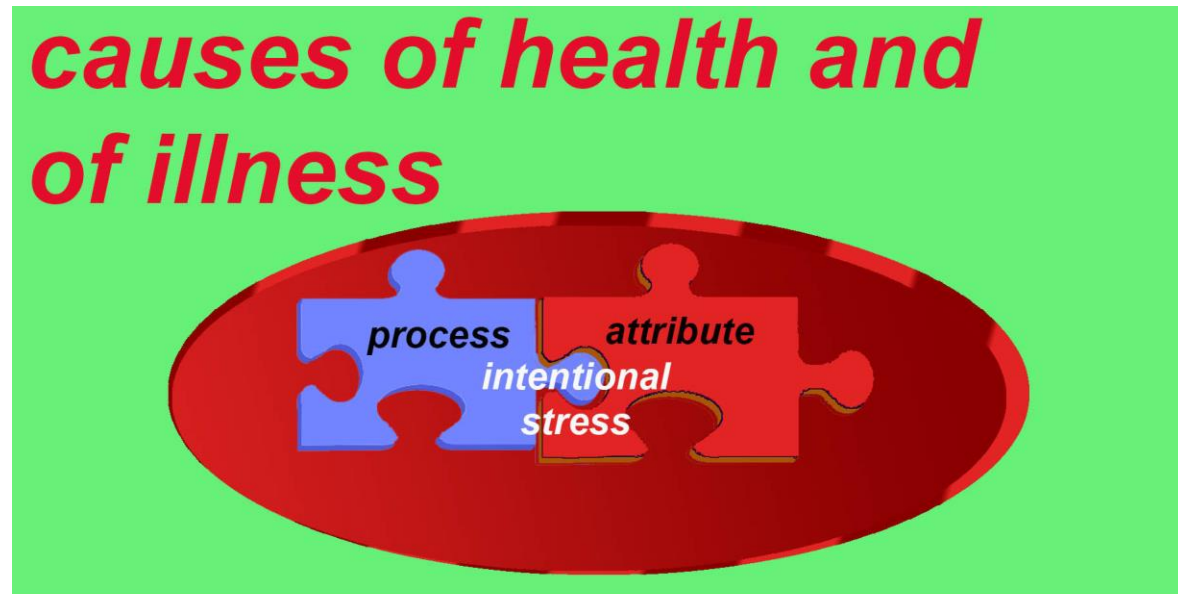 causes of health and
of illness
process
attribute
intentional
stress